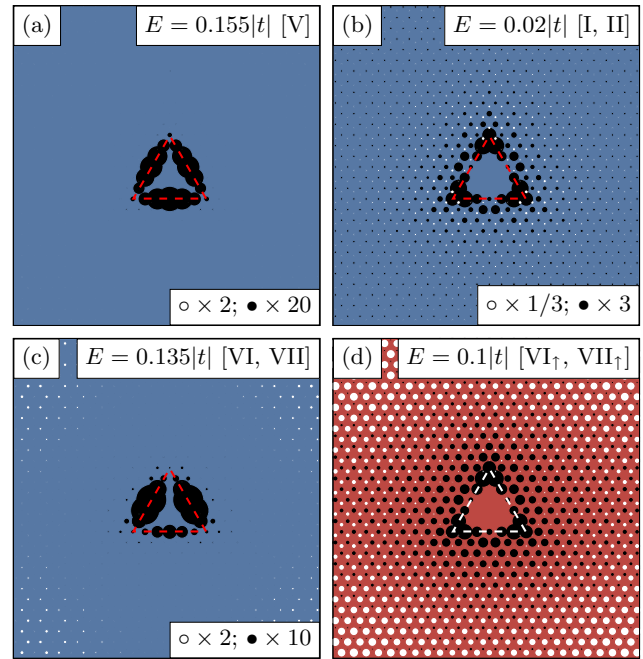 (a) E = 0.155|t| [V]
○ × 2; ● × 20
(b) E = 0.02|t| [I, II]
○ × 1/3; ● × 3
(c) E = 0.135|t| [VI, VII]
○ × 2; ● × 10
(d) E = 0.1|t| [VI↑, VII↑]